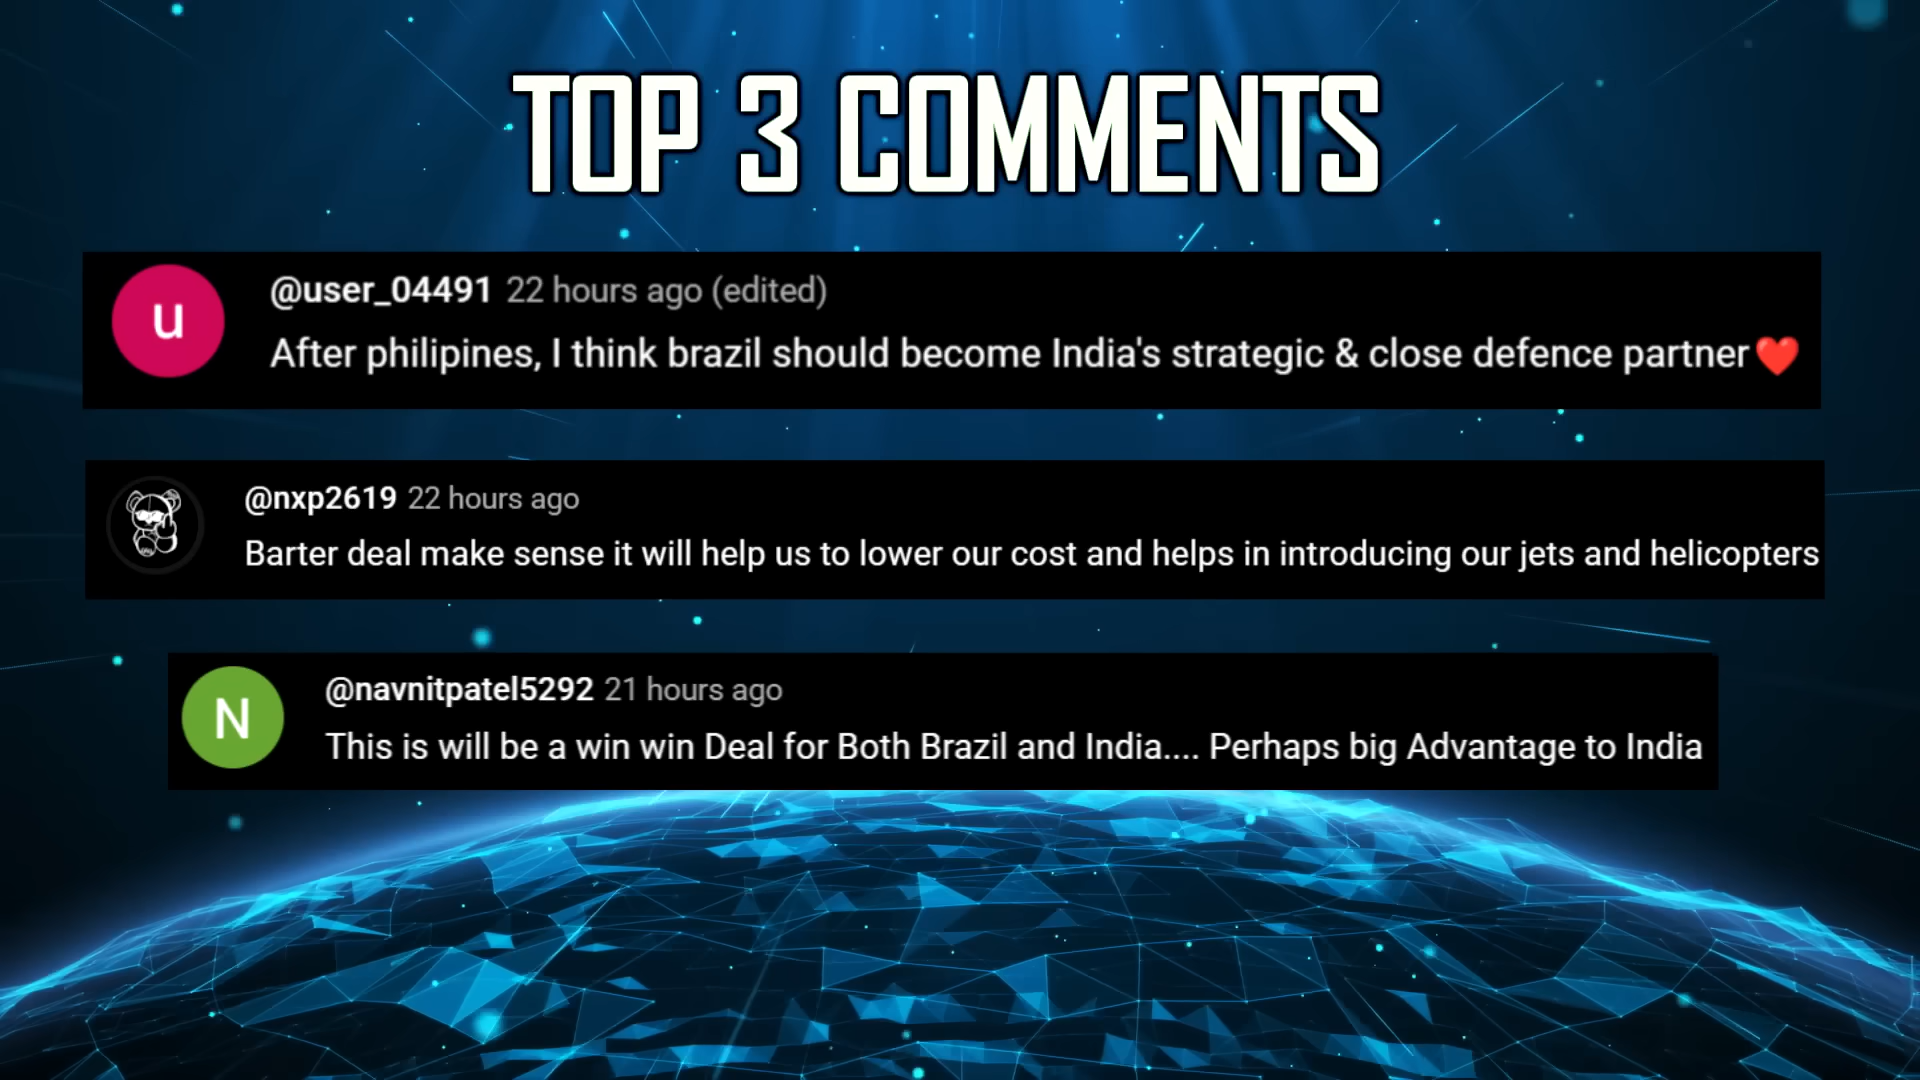 TOP 3 COMMENTS
u
@user_04491 22 hours ago (edited)
After philipines, I think brazil should become India's strategic & close defence partner❤️
@nxp2619 22 hours ago
Barter deal make sense it will help us to lower our cost and helps in introducing our jets and helicopters
N
@navnitpatel5292 21 hours ago
This is will be a win win Deal for Both Brazil and India.... Perhaps big Advantage to India